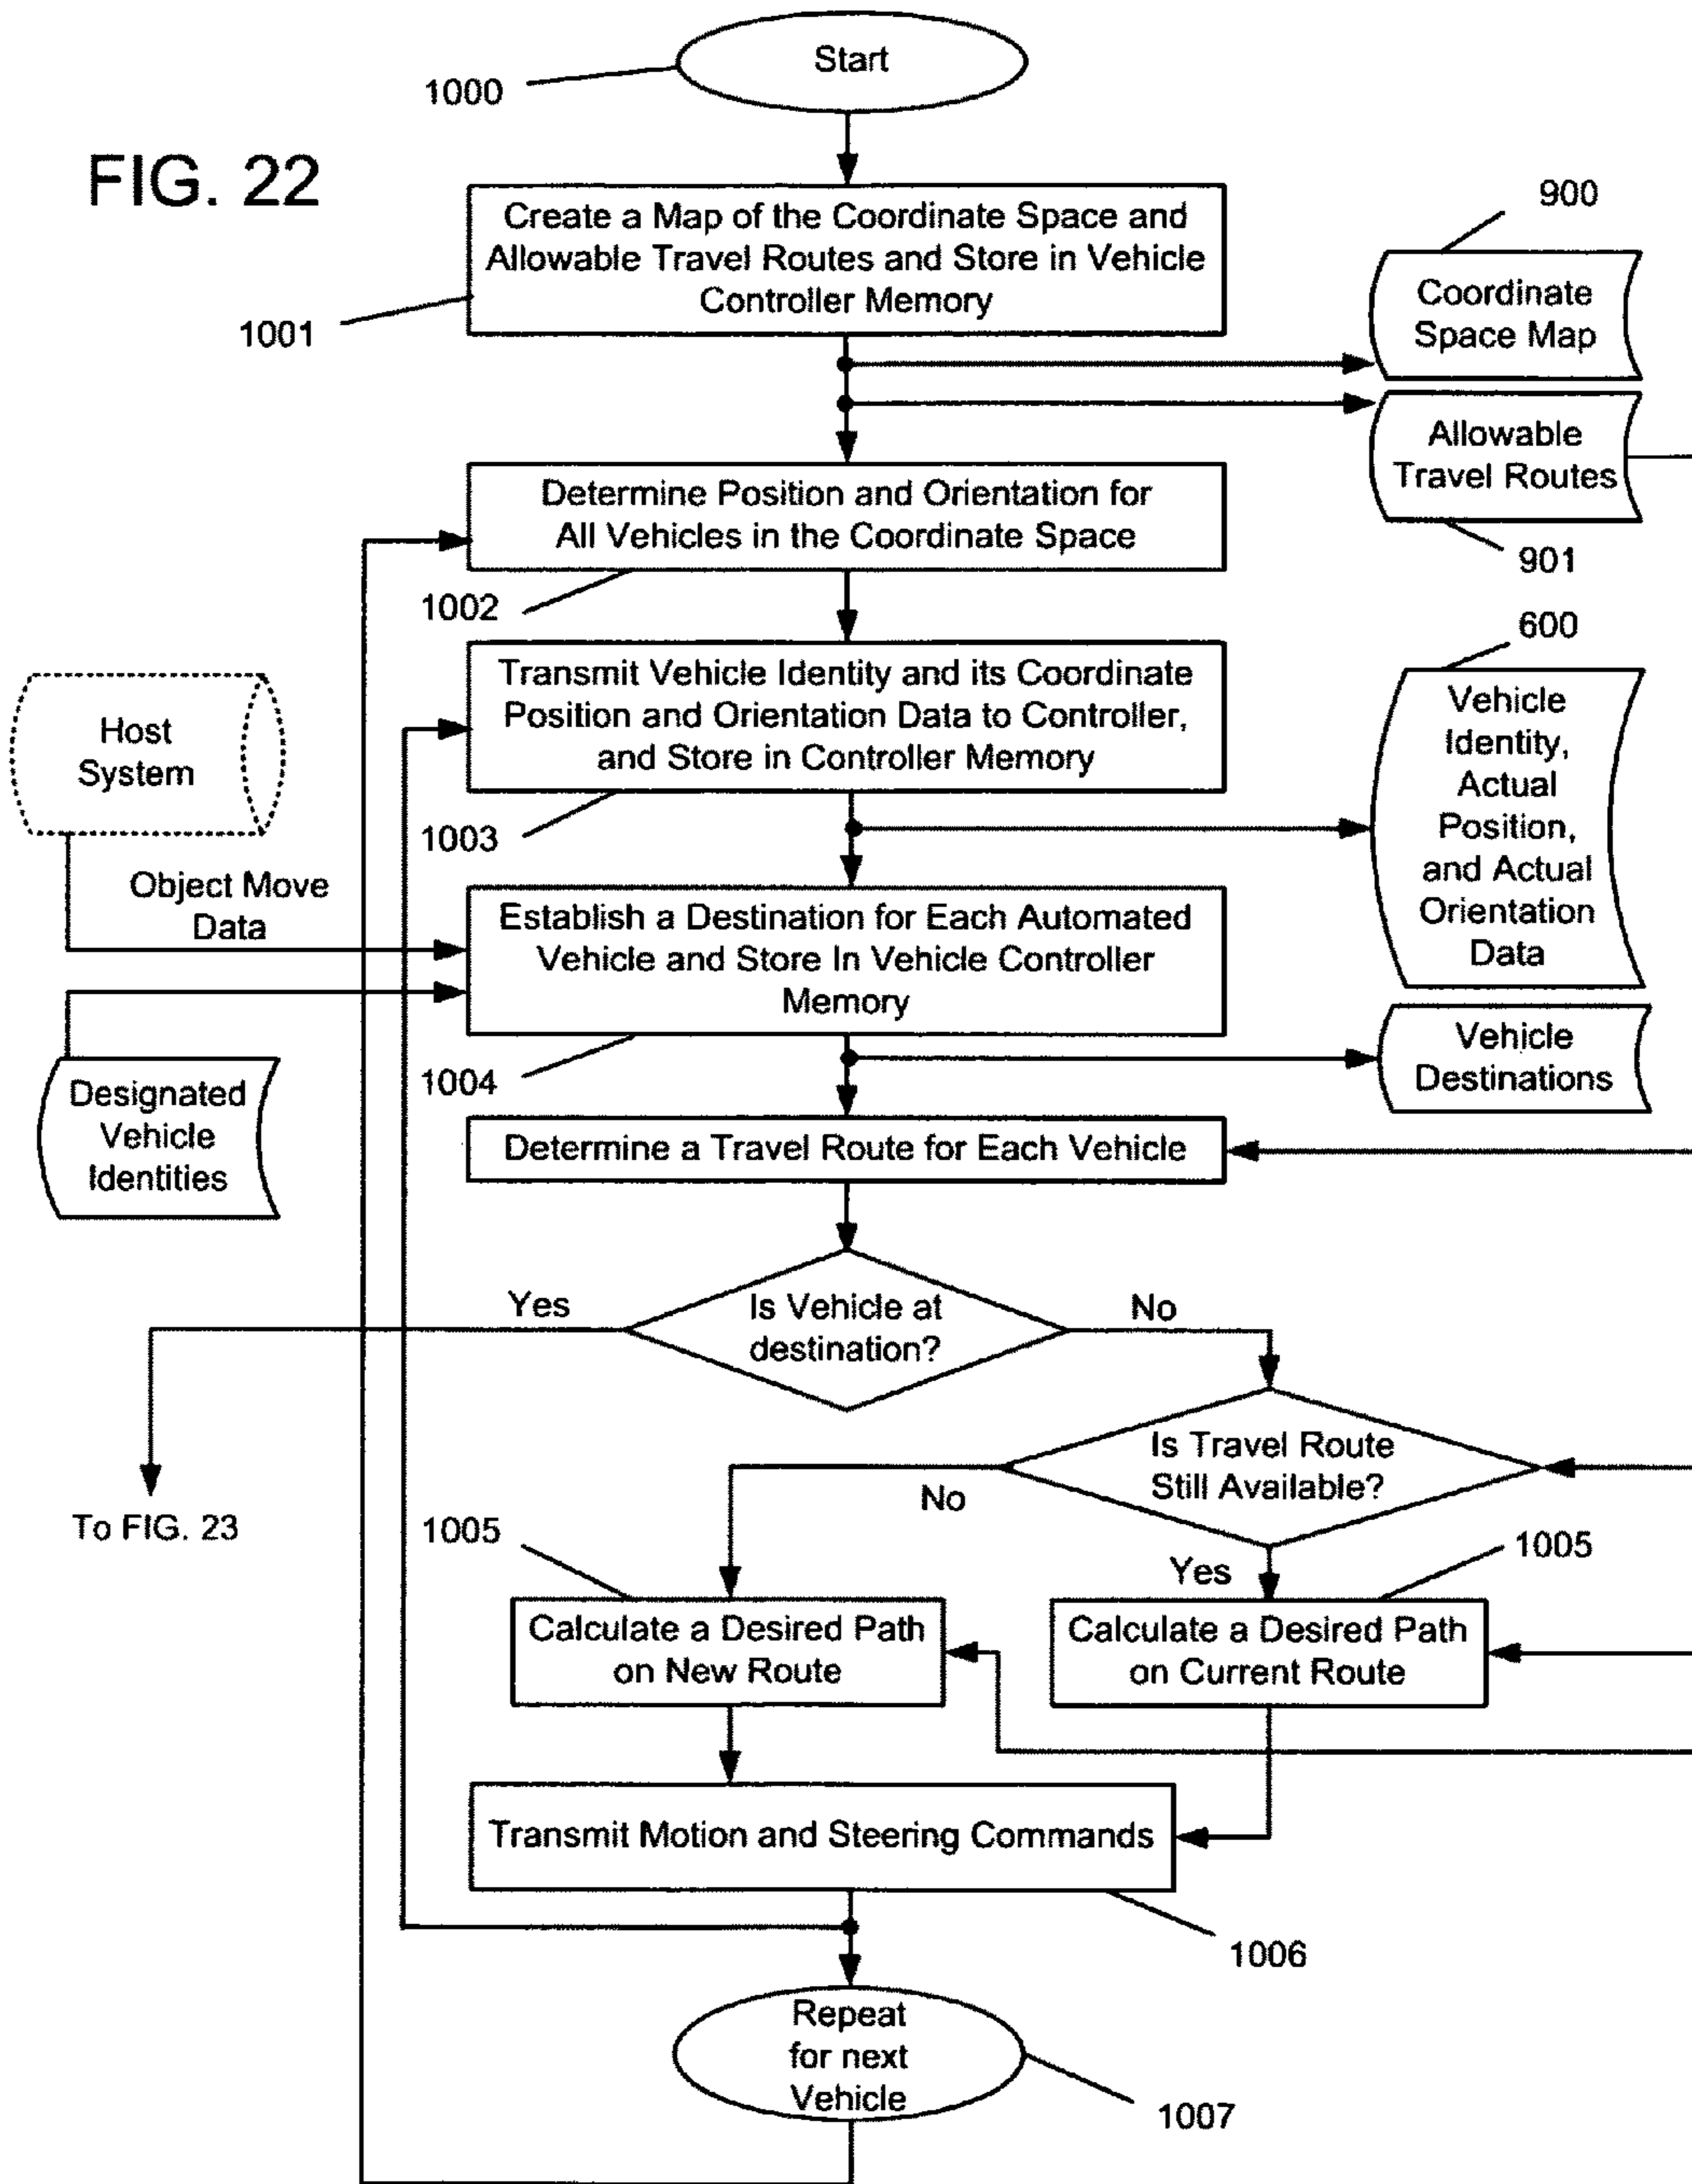 Start
1000
FIG. 22
Create a Map of the Coordinate Space and
Allowable Travel Routes and Store in Vehicle
Controller Memory
1001
900
Coordinate
Space Map
Allowable
Travel Routes
901
Determine Position and Orientation for
All Vehicles in the Coordinate Space
1002
600
Transmit Vehicle Identity and its Coordinate
Position and Orientation Data to Controller,
and Store in Controller Memory
1003
Vehicle
Identity,
Actual
Position,
and Actual
Orientation
Data
Host
System
Object Move
Data
Establish a Destination for Each Automated
Vehicle and Store In Vehicle Controller
Memory
1004
Vehicle
Destinations
Designated
Vehicle
Identities
Determine a Travel Route for Each Vehicle
Yes
Is Vehicle at
destination?
No
Is Travel Route
Still Available?
No
To FIG. 23
1005
Yes
1005
Calculate a Desired Path
on New Route
Calculate a Desired Path
on Current Route
Transmit Motion and Steering Commands
1006
Repeat
for next
Vehicle
1007